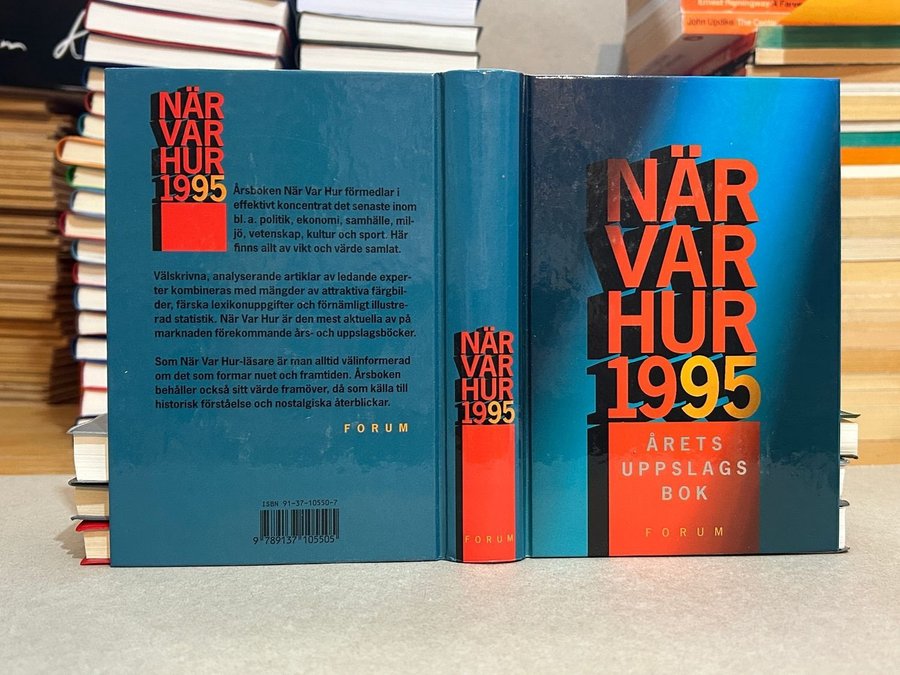 Ernest Hemingway A Farew
John Updike The Cente
NÄR
VAR
HUR
1995
Årsboken När Var Hur förmedlar i
effektivt koncentrat det senaste inom
bl. a. politik, ekonomi, samhälle, mil-
jö, vetenskap, kultur och sport. Här
finns allt av vikt och värde samlat.
Välskrivna, analyserande artiklar av ledande exper-
ter kombineras med mängder av attraktiva färgbil-
der, färska lexikonuppgifter och förnämligt illustre-
rad statistik. När Var Hur är den mest aktuella av på
marknaden förekommande års- och uppslagsböcker.
Som När Var Hur-läsare är man alltid välinformerad
om det som formar nuet och framtiden. Årsboken
behåller också sitt värde framöver, då som källa till
historisk förståelse och nostalgiska återblickar.
FORUM
ISBN 91-37-10550-7
9 789137 105505
NÄR
VAR
HUR
1995
FORUM
NÄR
VAR
HUR
1995
ÅRETS
UPPSLAGS
BOK
FORUM